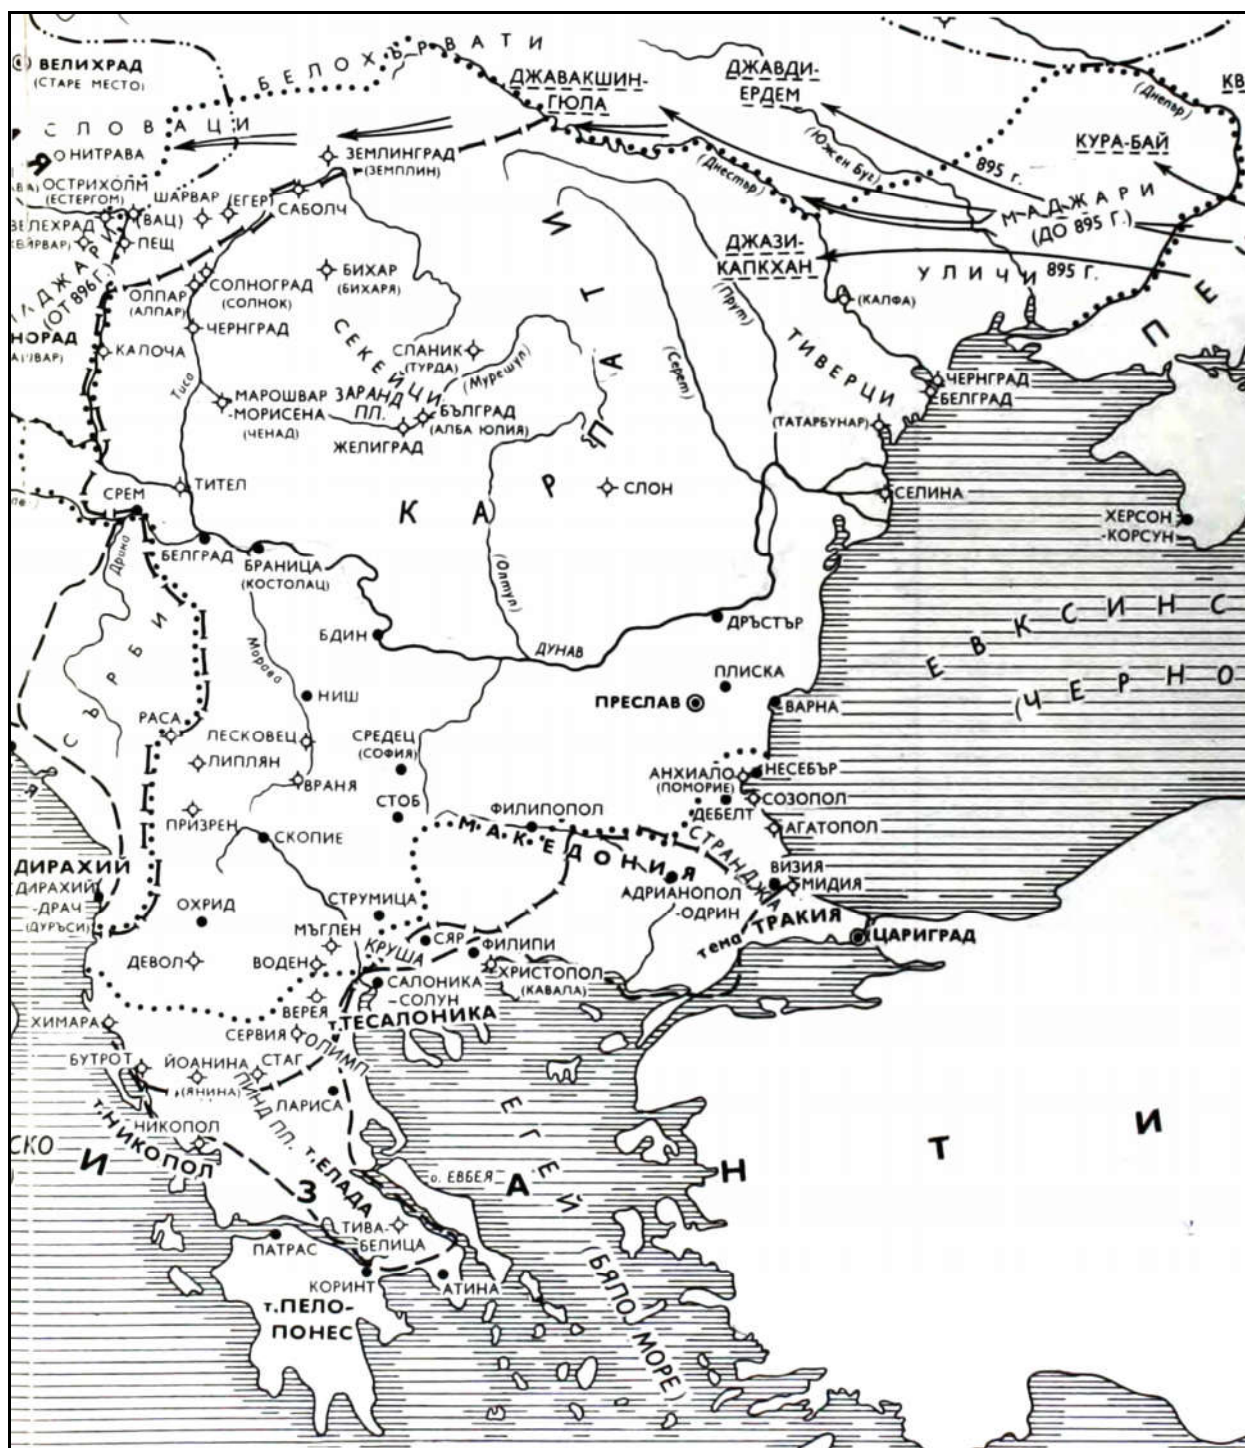 ВЕЛИХРАД
(СТАРЕ МЕСТО)
БЕЛОХЪРВАТИ
ДЖАВАКШИН-
ГЮЛА
ДЖАВДИ-
ЕРДЕМ
(Днепър)
КУРА-БАЙ
(Южен Буг)
895 г.
СЛОВАЦИ
НИТРАВА
ОСТРИХОЛМ
(ЕСТЕРГОМ)
ЗЕМЛИНГРАД
(ЗЕМПЛИН)
ШАРВАР
(ЕГЕР)
САБОЛЧ
(ВАЦ)
ВЕЛЕХРАД
ПЕЩ
(Днестър)
МАДЖАРИ
(ДО 895 Г.)
ДЖАЗИ-
КАПКХАН
УЛИЧИ
895 Г.
(ОТ 896 Г.)
ОЛПАР
(АЛПАР)
СОЛНОГРАД
(СОЛНОК)
БИХАР
(БИХАРЯ)
ЧЕРНГРАД
КАЛОЧА
СЕКЕЙЦИ
СЛАНИК
(ТУРДА)
(Мурешул)
(Серет)
(Прут)
ТИВЕРЦИ
(КАЛФА)
Тиса
МАРОШВАР
-МОРИСЕНА
(ЧЕНАД)
ЗАРАНД
ПЛ.
БЪЛГРАД
(АЛБА ЮЛИЯ)
ЖЕЛИГРАД
ЧЕРНГРАД
БЕЛГРАД
(ТАТАРБУНАР)
КАРПАТИ
СЛОН
СЕЛИНА
ХЕРСОН
-КОРСУН
СРЕМ
ТИТЕЛ
БЕЛГРАД
БРАНИЦА
(КОСТОЛАЦ)
Дрина
(Олтул)
БДИН
ДУНАВ
ДРЪСТЪР
ЕВКСИНС
(ЧЕРНО
СЪРБИ
Морава
НИШ
ПЛИСКА
ПРЕСЛАВ
ВАРНА
РАСА
ЛЕСКОВЕЦ
СРЕДЕЦ
(СОФИЯ)
ЛИПЛЯН
ВРАНЯ
АНХИАЛО
(ПОМОРИЕ)
НЕСЕБЪР
СТОБ
ФИЛИПОПОЛ
ДЕБЕЛТ
СОЗОПОЛ
ПРИЗРЕН
СКОПИЕ
МАКЕДОНИЯ
СТРАНДЖА
АГАТОПОЛ
ДИРАХИЙ
ДИРАХИЙ
-ДРАЧ
(ДУРЪСИ)
ВИЗИЯ
МИДИЯ
АДРИАНОПОЛ
-ОДРИН
ОХРИД
СТРУМИЦА
тема ТРАКИЯ
ЦАРИГРАД
МЪГЛЕН
КРУША
СЯР
ФИЛИПИ
ДЕВОЛ
ВОДЕН
ХРИСТОПОЛ
(КАВАЛА)
САЛОНИКА
-СОЛУН
ВЕРЕЯ
т.ТЕСАЛОНИКА
ХИМАРА
СЕРВИЯ
ОЛИМП
БУТРОТ
ЙОАНИНА
(ЯНИНА)
СТАГ
ПИНД ПЛ.
ЛАРИСА
т.НИКОПОЛ
НИКОПОЛ
СКО
т.ЕЛАДА
о. ЕВБЕЯ
ЕГЕЙ
ИЗАНТИ
ТИВА-
БЕЛИЦА
ПАТРАС
КОРИНТ
АТИНА
т.ПЕЛО-
ПОНЕС
(БЯЛО МОРЕ)